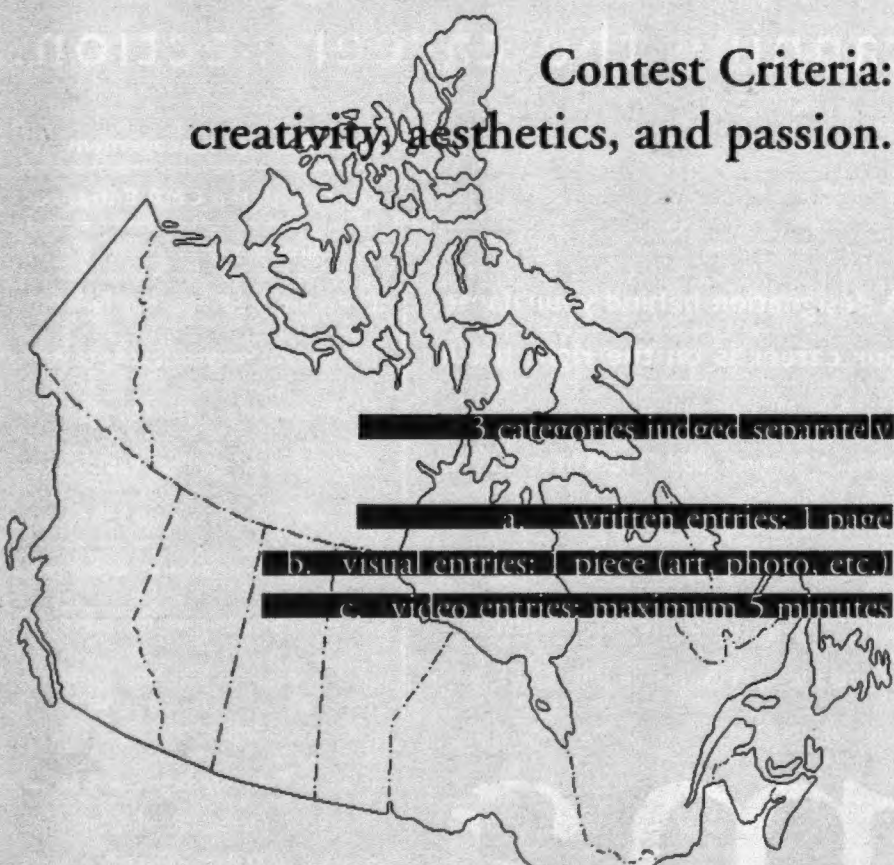 Contest Criteria:
creativity, aesthetics, and passion.
3 categories judged separately
a. written entries: 1 page
b. visual entries: 1 piece (art, photo, etc.)
c. video entries: maximum 5 minutes